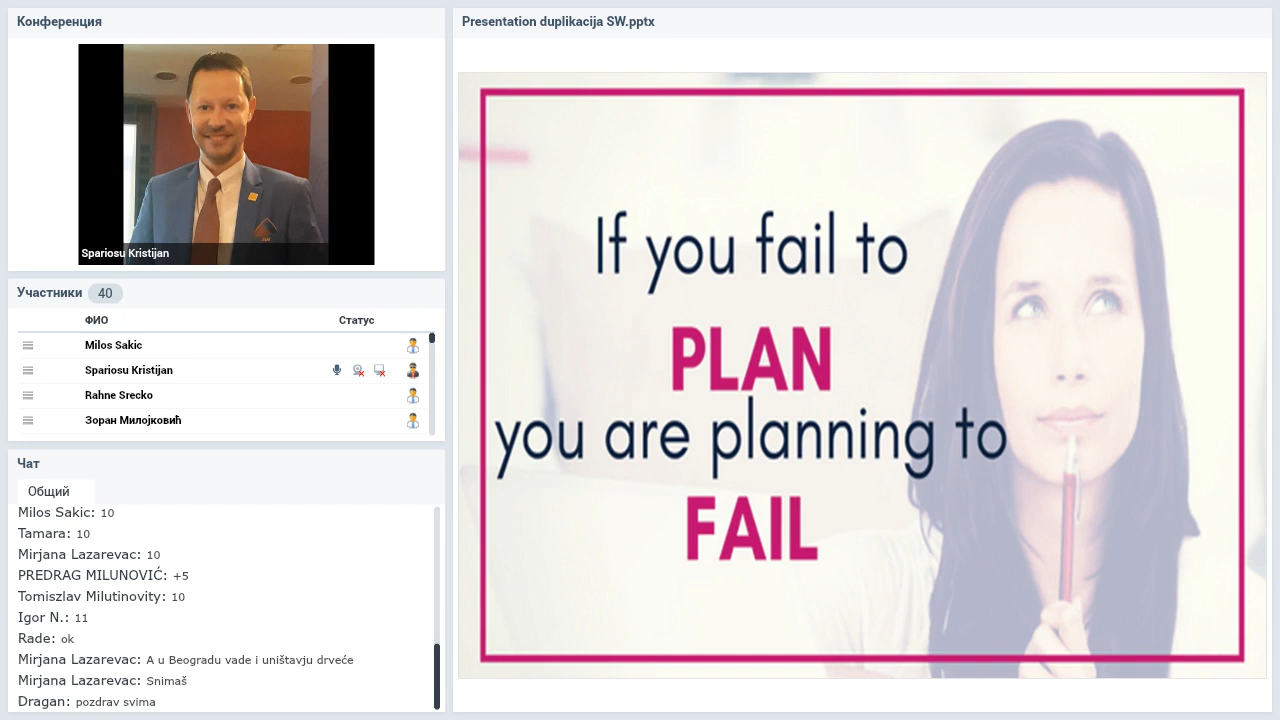 Конференция
Spariosu Kristijan
Участники 40
ФИО Статус
Milos Sakic
Spariosu Kristijan
Rahne Srecko
Зоран Милојковић
Чат
Общий
Milos Sakic: 10
Tamara: 10
Mirjana Lazarevac: 10
PREDRAG MILUNOVIĆ: +5
Tomiszlav Milutinovity: 10
Igor N.: 11
Rade: ok
Mirjana Lazarevac: A u Beogradu vade i uništavju drveće
Mirjana Lazarevac: Snimaš
Dragan: pozdrav svima
Presentation duplikacija SW.pptx
If you fail to
PLAN
you are planning to
FAIL